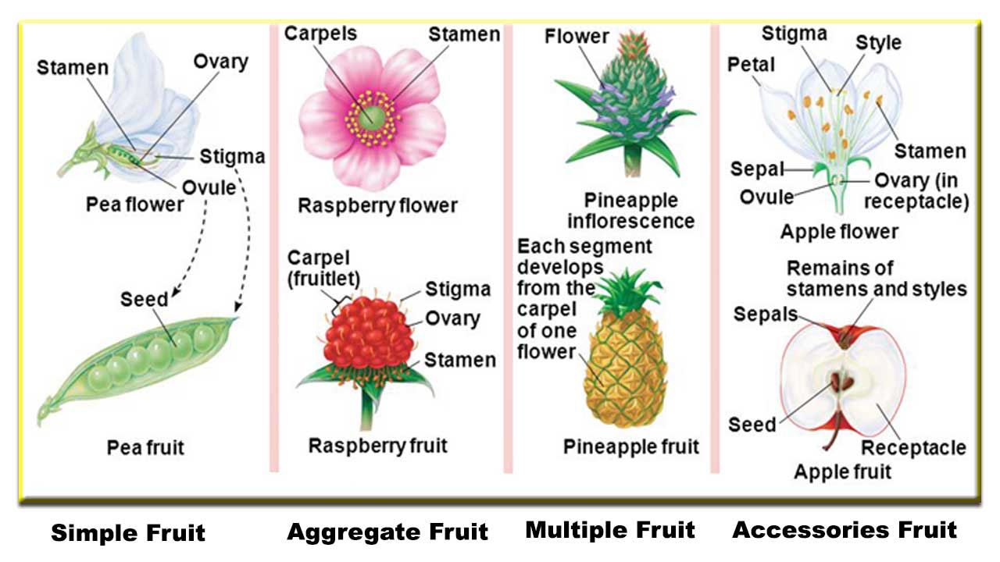 Stamen
Ovary
Stigma
Ovule
Pea flower
Seed
Pea fruit
Simple Fruit
Carpels
Stamen
Raspberry flower
Carpel
(fruitlet)
Stigma
Ovary
Stamen
Raspberry fruit
Aggregate Fruit
Flower
Pineapple
inflorescence
Each segment
develops
from the
carpel
of one
flower
Pineapple fruit
Multiple Fruit
Stigma
Style
Petal
Stamen
Sepal
Ovule
Ovary (in
receptacle)
Apple flower
Remains of
stamens and styles
Sepals
Seed
Receptacle
Apple fruit
Accessories Fruit